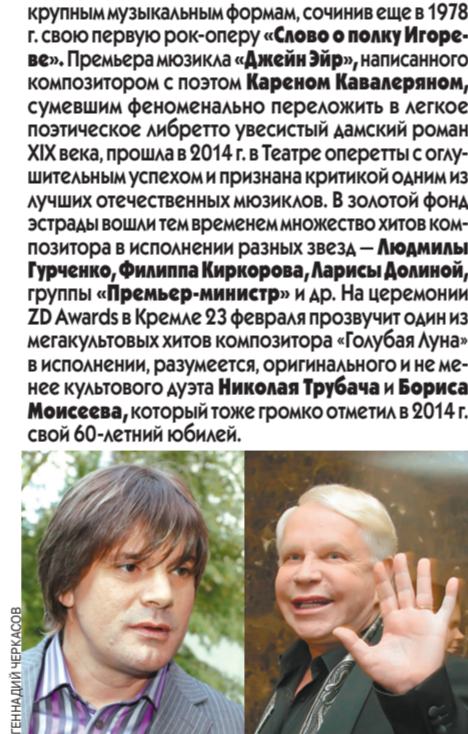 крупным музыкальным формам, сочинив еще в 1978
г. свою первую рок-оперу «Слово о полку Игоре-
ве». Премьера мюзикла «Джейн Эйр», написанного
композитором с поэтом Кареном Кавалеряном,
сумевшим феноменально переложить в легкое
поэтическое либретто увесистый дамский роман
XIX века, прошла в 2014 г. в Театре оперетты с оглу-
шительным успехом и признана критикой одним из
лучших отечественных мюзиклов. В золотой фонд
эстрады вошли тем временем множество хитов ком-
позитора в исполнении разных звезд — Людмилы
Гурченко, Филиппа Киркорова, Ларисы Долиной,
группы «Премьер-министр» и др. На церемонии
ZD Awards в Кремле 23 февраля прозвучит один из
мегакультовых хитов композитора «Голубая Луна»
в исполнении, разумеется, оригинального и не ме-
нее культового дуэта Николая Трубача и Бориса
Моисеева, который тоже громко отметил в 2014 г.
свой 60-летний юбилей.
ГЕННАДИЙ ЧЕРКАСОВ